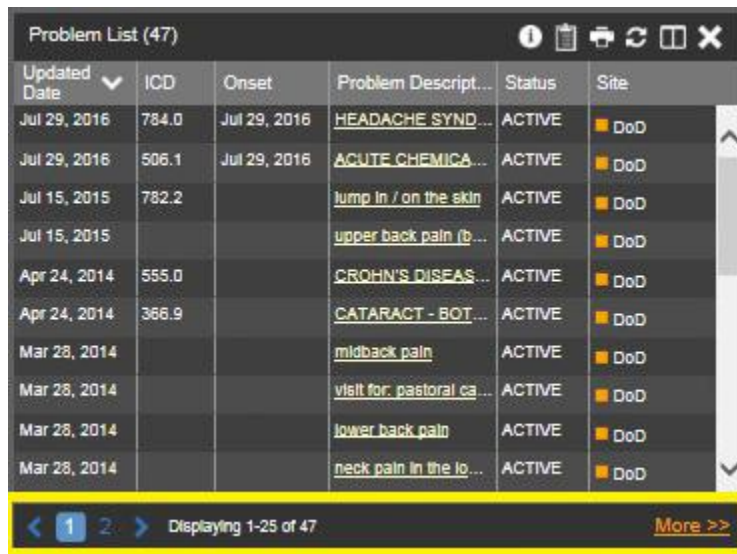 Problem List (47)
Updated Date ICD Onset Problem Descript... Status Site
Jul 29, 2016 784.0 Jul 29, 2016 HEADACHE SYND... ACTIVE DoD
Jul 29, 2016 506.1 Jul 29, 2016 ACUTE CHEMICA... ACTIVE DoD
Jul 15, 2015 782.2 lump in / on the skin ACTIVE DoD
Jul 15, 2015 upper back pain (b... ACTIVE DoD
Apr 24, 2014 555.0 CROHN'S DISEAS... ACTIVE DoD
Apr 24, 2014 366.9 CATARACT - BOT... ACTIVE DoD
Mar 28, 2014 midback pain ACTIVE DoD
Mar 28, 2014 visit for: pastoral ca... ACTIVE DoD
Mar 28, 2014 lower back pain ACTIVE DoD
Mar 28, 2014 neck pain in the lo... ACTIVE DoD
< 1 2 > Displaying 1-25 of 47 More >>